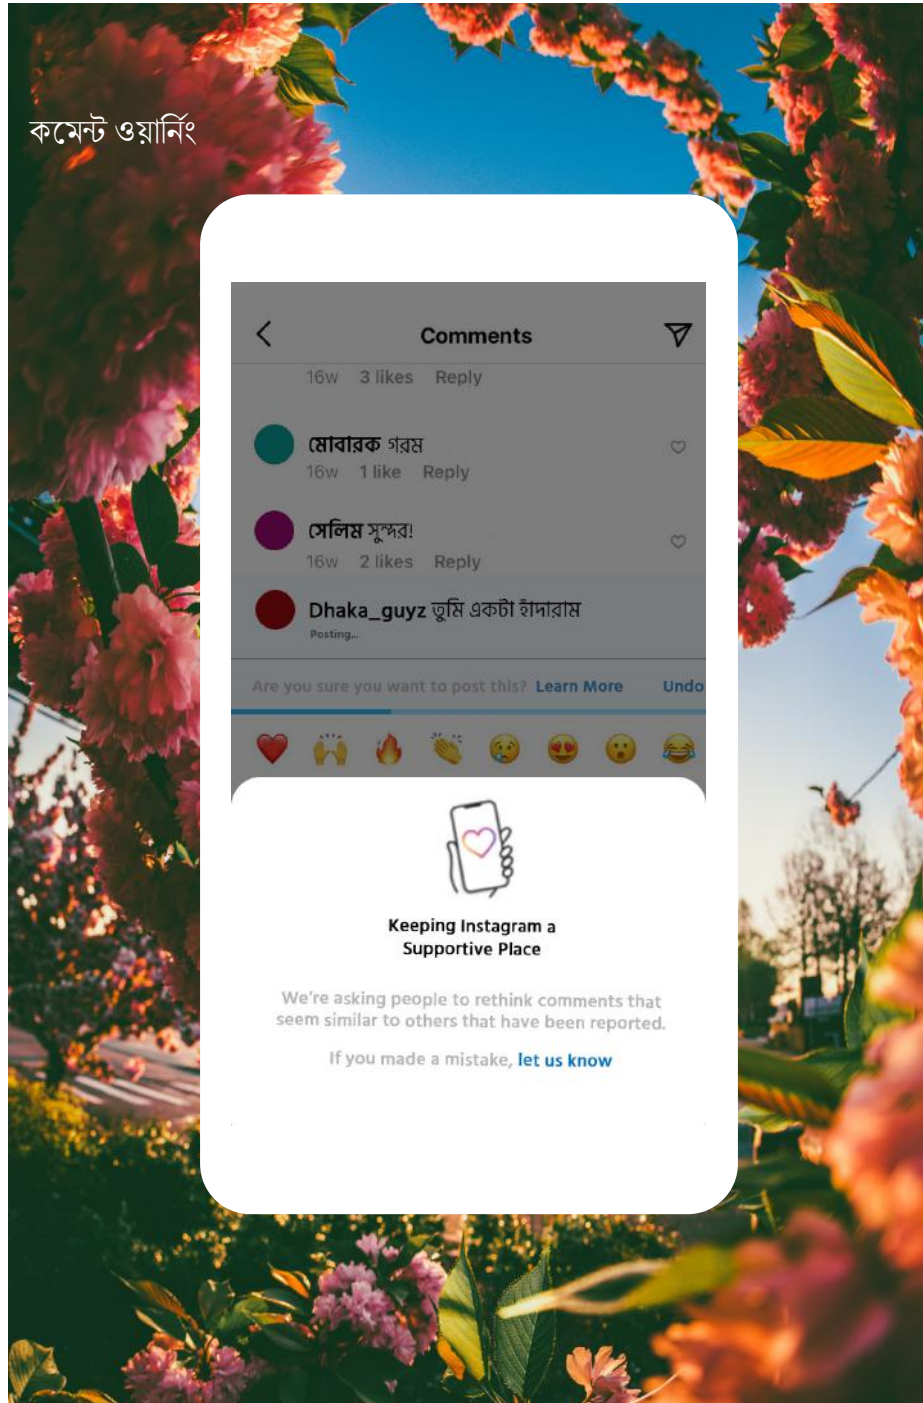 কমেন্ট ওয়ার্নিং
Comments
16w 3 likes Reply
মোবারক গরম
16w 1 like Reply
সেলিম সুন্দর!
16w 2 likes Reply
Dhaka_guyz তুমি একটা হাঁদারাম
Posting...
Are you sure you want to post this? Learn More Undo
Keeping Instagram a
Supportive Place
We're asking people to rethink comments that
seem similar to others that have been reported.
If you made a mistake, let us know